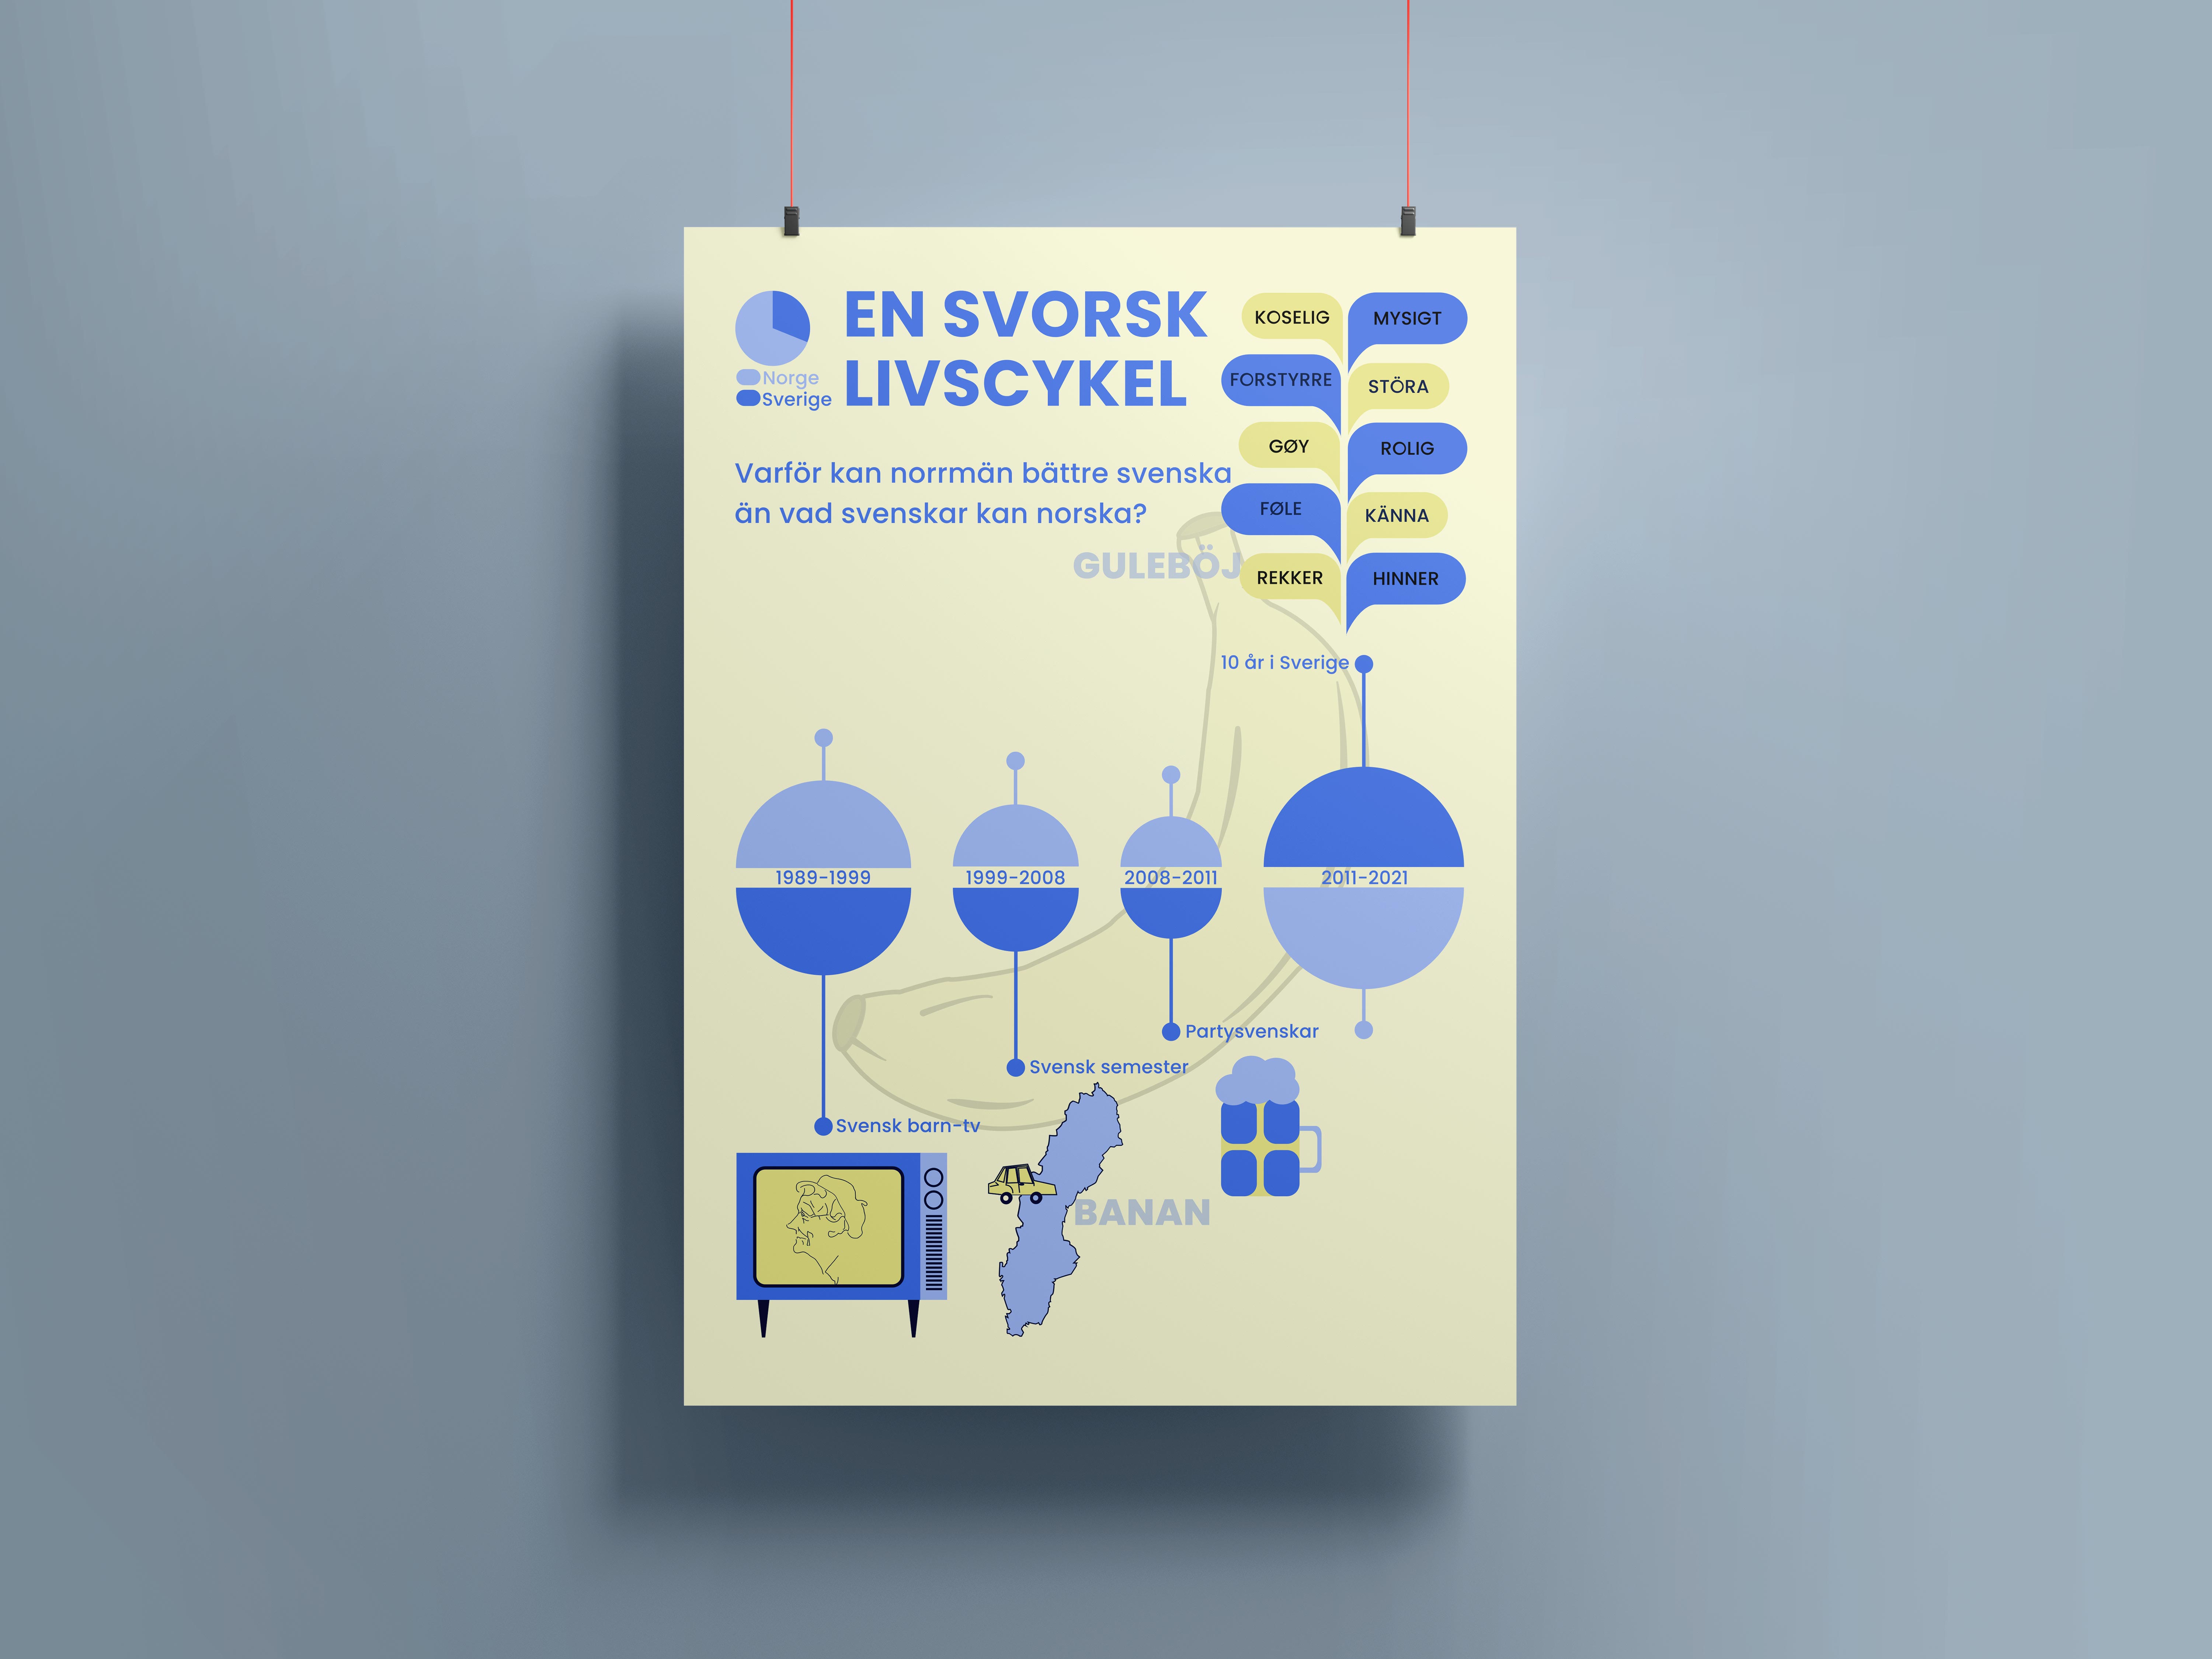 EN SVORSK
LIVSCYKEL
Norge
Sverige
Varför kan norrmän bättre svenska
än vad svenskar kan norska?
KOSELIG
MYSIGT
FORSTYRRE
STÖRA
GØY
ROLIG
FØLE
KÄNNA
REKKER
HINNER
GULEBÖJ
10 år i Sverige
1989-1999
1999-2008
2008-2011
2011-2021
Partysvenskar
Svensk semester
Svensk barn-tv
BANAN